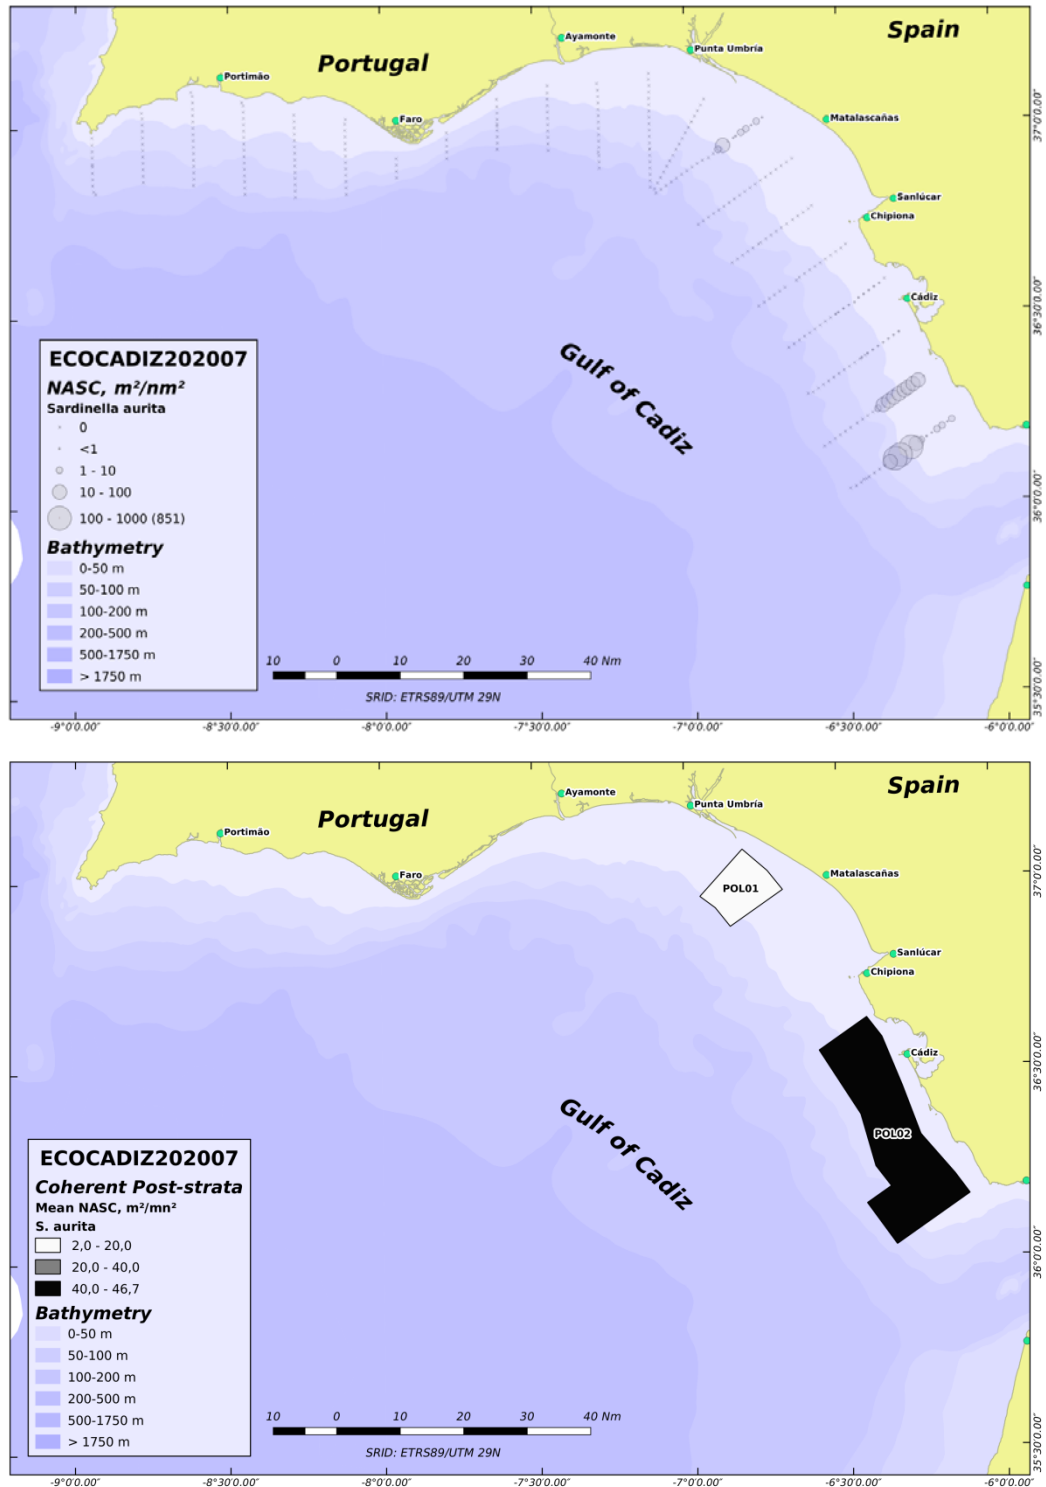 Spain
Ayamonte
Punta Umbría
Portugal
Portimão
Faro
Matalascañas
37°0'0.00"
Sanlúcar
Chipiona
Cádiz
36°30'0.00"
Gulf of Cadiz
ECOCADIZ202007
NASC, m²/nm²
Sardinella aurita
0
<1
1 - 10
10 - 100
100 - 1000 (851)
Bathymetry
0-50 m
50-100 m
100-200 m
200-500 m
500-1750 m
> 1750 m
36°0'0.00"
10 0 10 20 30 40 Nm
SRID: ETRS89/UTM 29N
35°30'0.00"
-9°0'0.00" -8°30'0.00" -8°0'0.00" -7°30'0.00" -7°0'0.00" -6°30'0.00" -6°0'0.00"
Spain
Ayamonte
Punta Umbría
Portugal
Portimão
Faro
Matalascañas
POL01
37°0'0.00"
Sanlúcar
Chipiona
Cádiz
36°30'0.00"
POL02
Gulf of Cadiz
ECOCADIZ202007
Coherent Post-strata
Mean NASC, m²/mn²
S. aurita
2,0 - 20,0
20,0 - 40,0
40,0 - 46,7
Bathymetry
0-50 m
50-100 m
100-200 m
200-500 m
500-1750 m
> 1750 m
36°0'0.00"
10 0 10 20 30 40 Nm
SRID: ETRS89/UTM 29N
35°30'0.00"
-9°0'0.00" -8°30'0.00" -8°0'0.00" -7°30'0.00" -7°0'0.00" -6°30'0.00" -6°0'0.00"